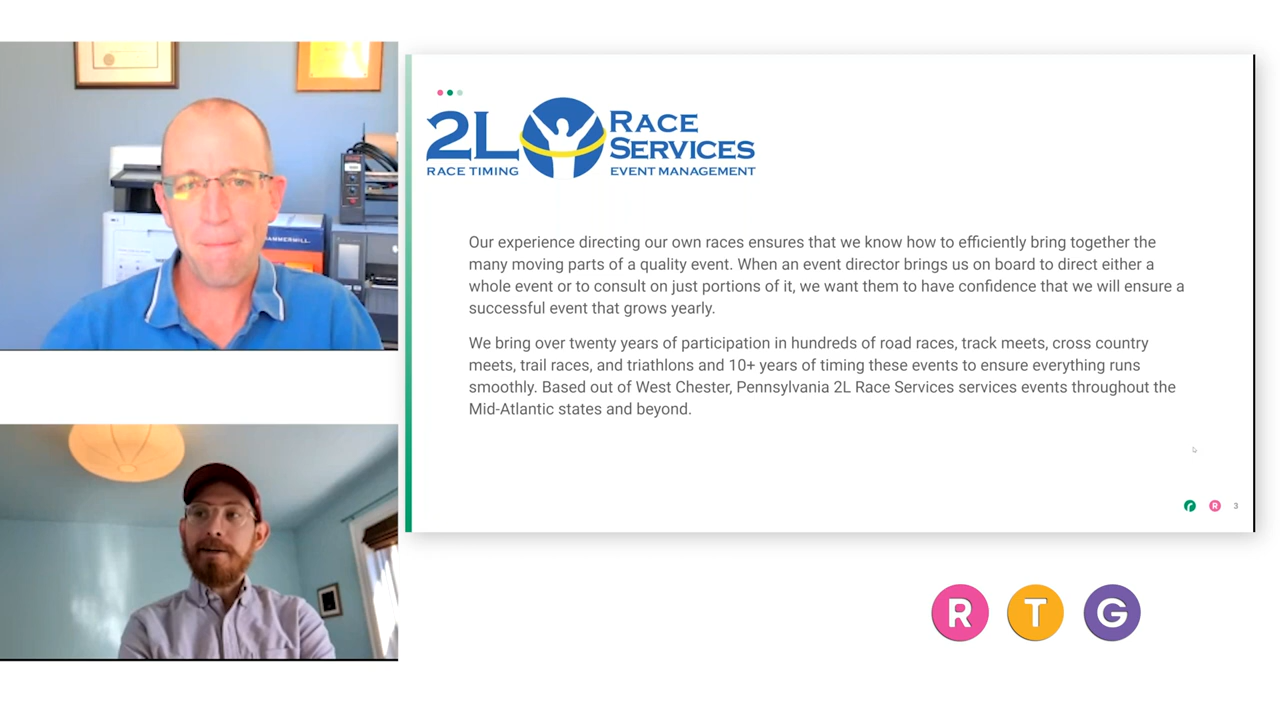 2L
RACE TIMING
RACE
SERVICES
EVENT MANAGEMENT
Our experience directing our own races ensures that we know how to efficiently bring together the
many moving parts of a quality event. When an event director brings us on board to direct either a
whole event or to consult on just portions of it, we want them to have confidence that we will ensure a
successful event that grows yearly.
We bring over twenty years of participation in hundreds of road races, track meets, cross country
meets, trail races, and triathlons and 10+ years of timing these events to ensure everything runs
smoothly. Based out of West Chester, Pennsylvania 2L Race Services services events throughout the
Mid-Atlantic states and beyond.
R 3
R T G